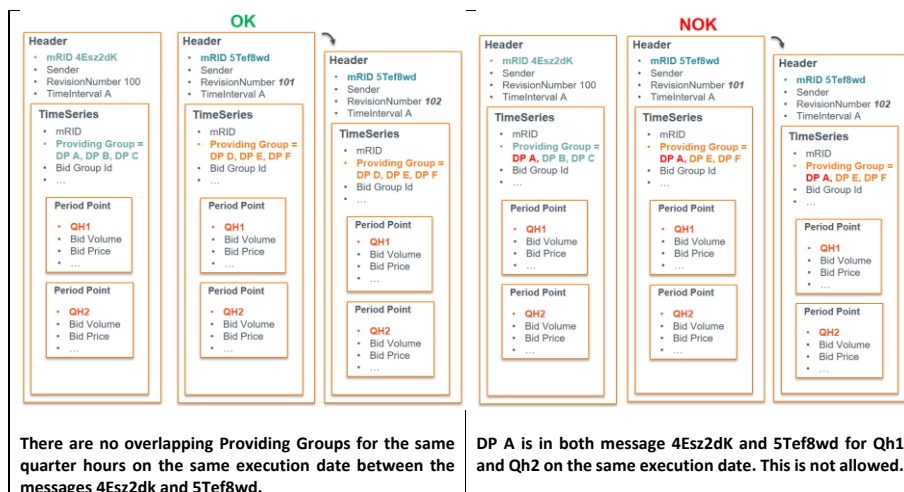 OK
Header
• mRID 4Esz2dK
• Sender
• RevisionNumber 100
• TimeInterval A
TimeSeries
• mRID
• Providing Group =
DP A, DP B, DP C
• Bid Group Id
• …
Period Point
• QH1
• Bid Volume
• Bid Price
• …
Period Point
• QH2
• Bid Volume
• Bid Price
• …
Header
• mRID 5Tef8wd
• Sender
• RevisionNumber 101
• TimeInterval A
TimeSeries
• mRID
• Providing Group =
DP D, DP E, DP F
• Bid Group Id
• …
Period Point
• QH1
• Bid Volume
• Bid Price
• …
Period Point
• QH2
• Bid Volume
• Bid Price
• …
Header
• mRID 5Tef8wd
• Sender
• RevisionNumber 102
• TimeInterval A
TimeSeries
• mRID
• Providing Group =
DP D, DP E, DP F
• Bid Group Id
• …
Period Point
• QH1
• Bid Volume
• Bid Price
• …
Period Point
• QH2
• Bid Volume
• Bid Price
• …
There are no overlapping Providing Groups for the same
quarter hours on the same execution date between the
messages 4Esz2dk and 5Tef8wd.
NOK
Header
• mRID 4Esz2dK
• Sender
• RevisionNumber 100
• TimeInterval A
TimeSeries
• mRID
• Providing Group =
DP A, DP B, DP C
• Bid Group Id
• …
Period Point
• QH1
• Bid Volume
• Bid Price
• …
Period Point
• QH2
• Bid Volume
• Bid Price
• …
Header
• mRID 5Tef8wd
• Sender
• RevisionNumber 101
• TimeInterval A
TimeSeries
• mRID
• Providing Group =
DP A, DP E, DP F
• Bid Group Id
• …
Period Point
• QH1
• Bid Volume
• Bid Price
• …
Period Point
• QH2
• Bid Volume
• Bid Price
• …
Header
• mRID 5Tef8wd
• Sender
• RevisionNumber 102
• TimeInterval A
TimeSeries
• mRID
• Providing Group =
DP A, DP E, DP F
• Bid Group Id
• …
Period Point
• QH1
• Bid Volume
• Bid Price
• …
Period Point
• QH2
• Bid Volume
• Bid Price
• …
DP A is in both message 4Esz2dK and 5Tef8wd for Qh1
and Qh2 on the same execution date. This is not allowed.